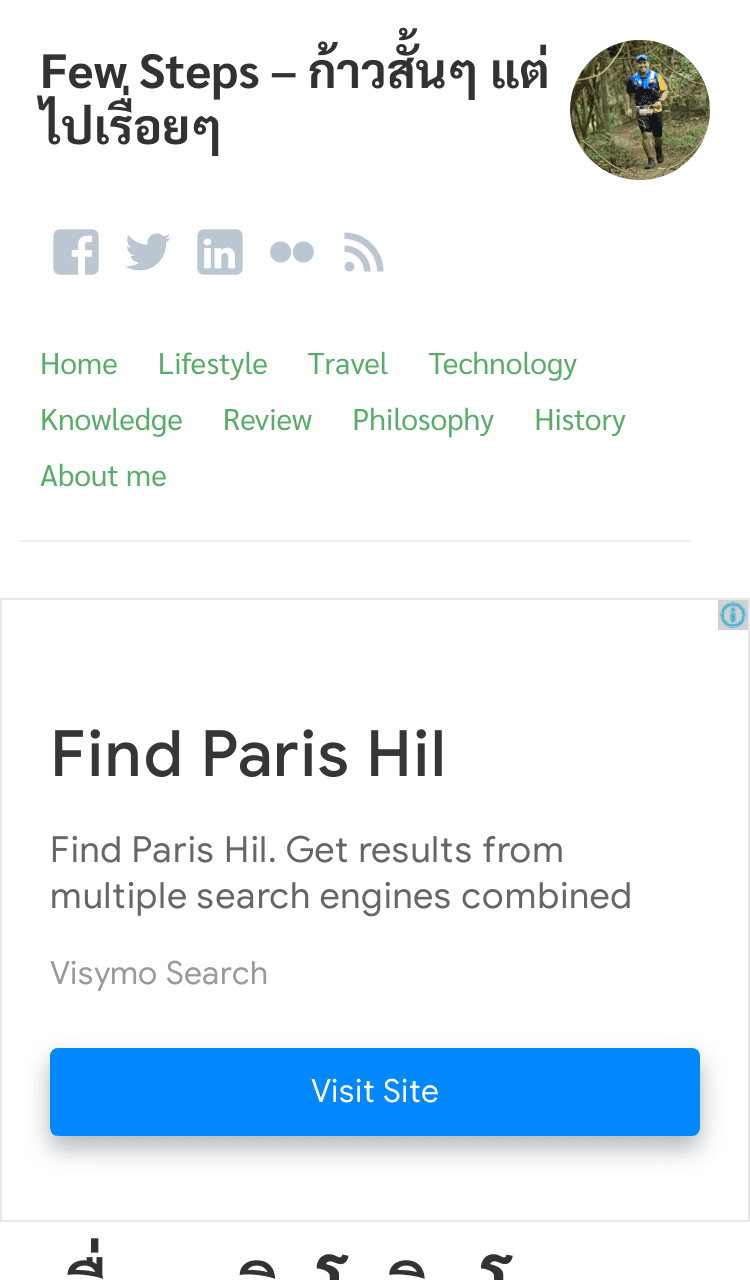 Few Steps – ก้าวสั้นๆ แต่
ไปเรื่อยๆ
Home Lifestyle Travel Technology
Knowledge Review Philosophy History
About me
Find Paris Hil
Find Paris Hil. Get results from
multiple search engines combined
Visymo Search
Visit Site